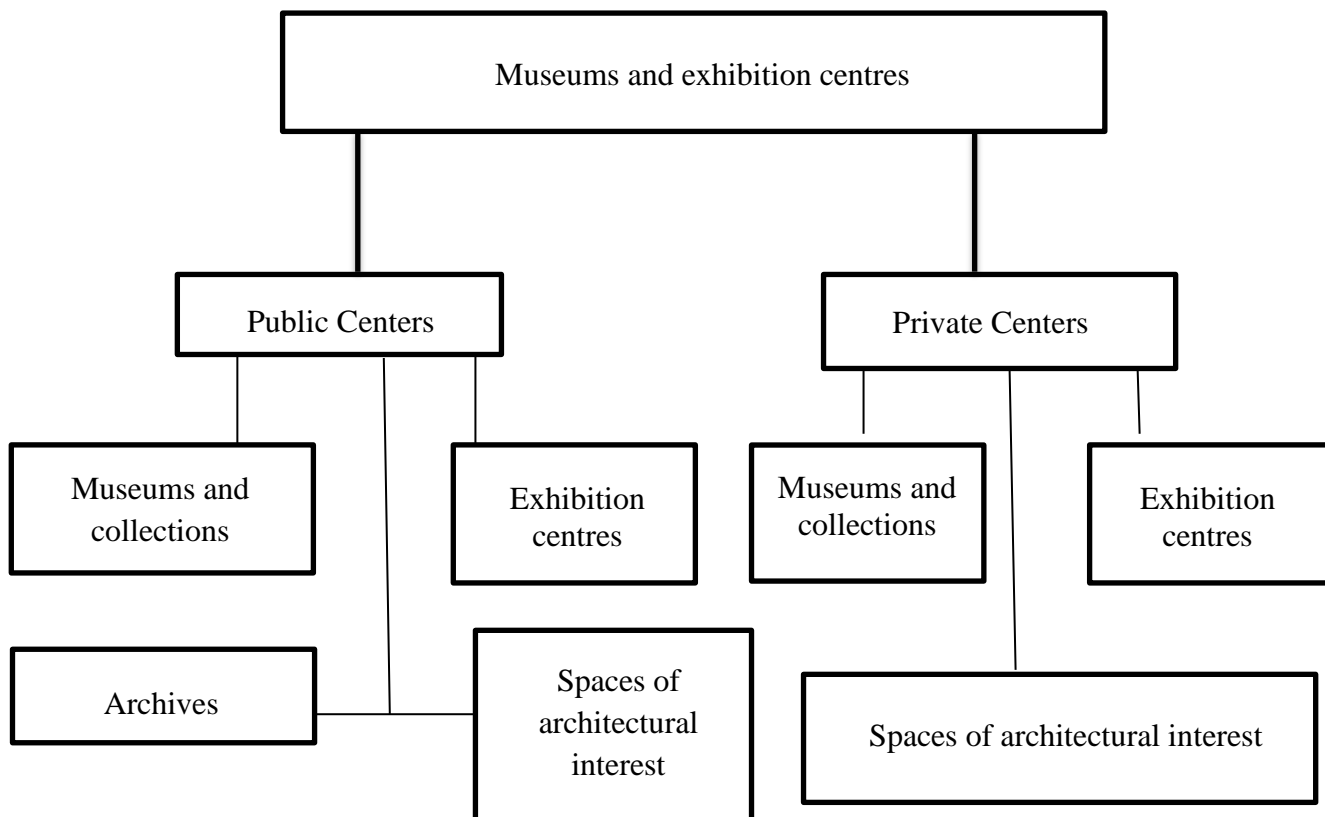 Museums and exhibition centres
Public Centers
Private Centers
Museums and
collections
Exhibition
centres
Museums and
collections
Exhibition
centres
Archives
Spaces of
architectural
interest
Spaces of architectural interest